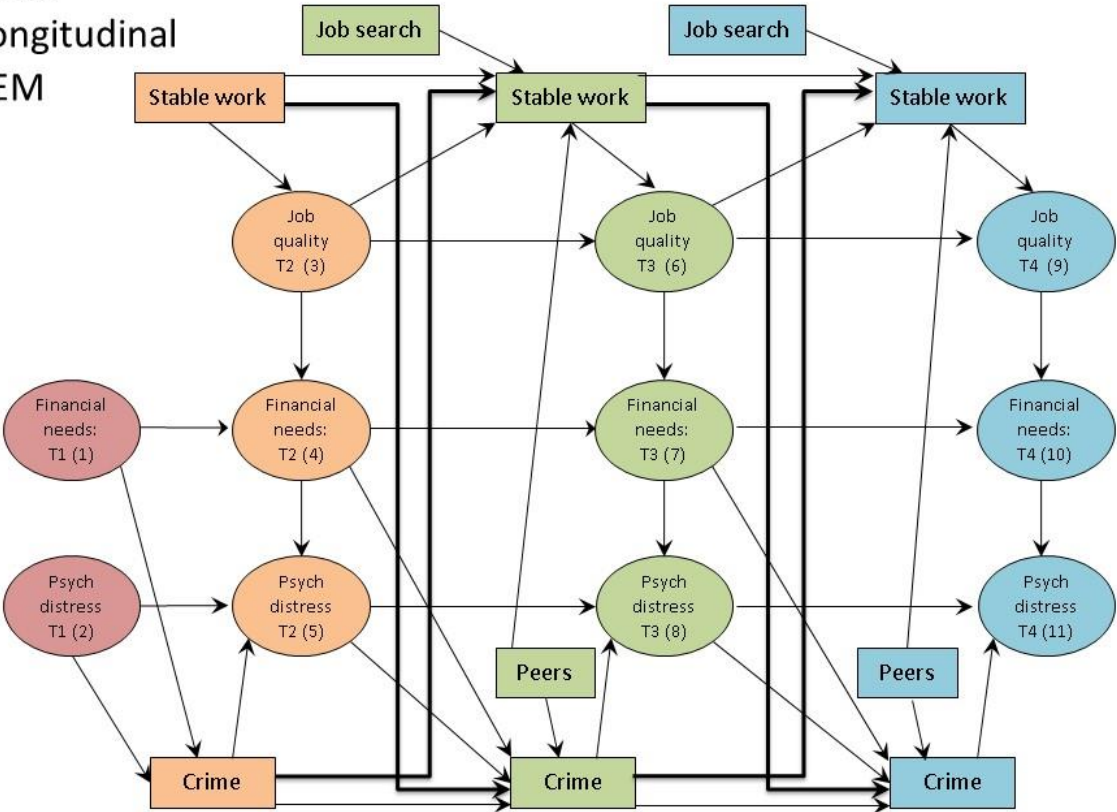 ongitudinal
EM
Job search
Job search
Stable work
Stable work
Stable work
Job
quality
T2 (3)
Job
quality
T3 (6)
Job
quality
T4 (9)
Financial
needs:
T1 (1)
Financial
needs:
T2 (4)
Financial
needs:
T3 (7)
Financial
needs:
T4 (10)
Psych
distress
T1 (2)
Psych
distress
T2 (5)
Psych
distress
T3 (8)
Psych
distress
T4 (11)
Peers
Peers
Crime
Crime
Crime